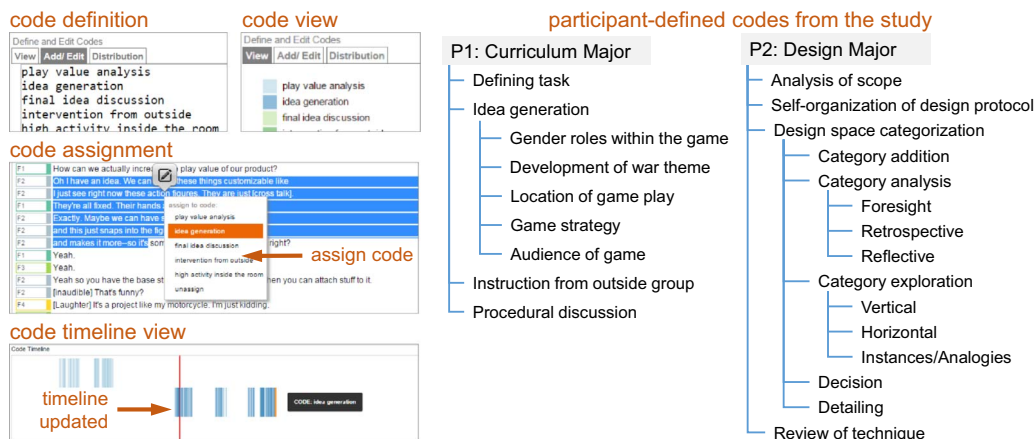 code definition
Define and Edit Codes
View Add/ Edit Distribution
play value analysis
idea generation
final idea discussion
intervention from outside
high activity inside the room
code view
Define and Edit Codes
View Add/ Edit Distribution
play value analysis
idea generation
final idea discussion
code assignment
F1 How can we actually increa play value of our product?
F2 Oh I have an idea. We can these things customizable like
F2 I just see right now these action figures. They are just [cross talk].
F1 They're all fixed. Their hands
F2 Exactly. Maybe we can have
F2 and this just snaps into the fig
F2 and makes it more--so it's som right?
F1 Yeah.
F3 Yeah.
F2 Yeah so you have the base st hen you can attach stuff to it.
F2 [Inaudible] That's funny?
F4 [Laughter] It's a project like my motorcycle. I'm just kidding.
assign to code:
play value analysis
idea generation
final idea discussion
intervention from outside
high activity inside the room
unassign
assign code
code timeline view
Code Timeline
timeline
updated
CODE: idea generation
participant-defined codes from the study
P1: Curriculum Major
Defining task
Idea generation
Gender roles within the game
Development of war theme
Location of game play
Game strategy
Audience of game
Instruction from outside group
Procedural discussion
P2: Design Major
Analysis of scope
Self-organization of design protocol
Design space categorization
Category addition
Category analysis
Foresight
Retrospective
Reflective
Category exploration
Vertical
Horizontal
Instances/Analogies
Decision
Detailing
Review of technique